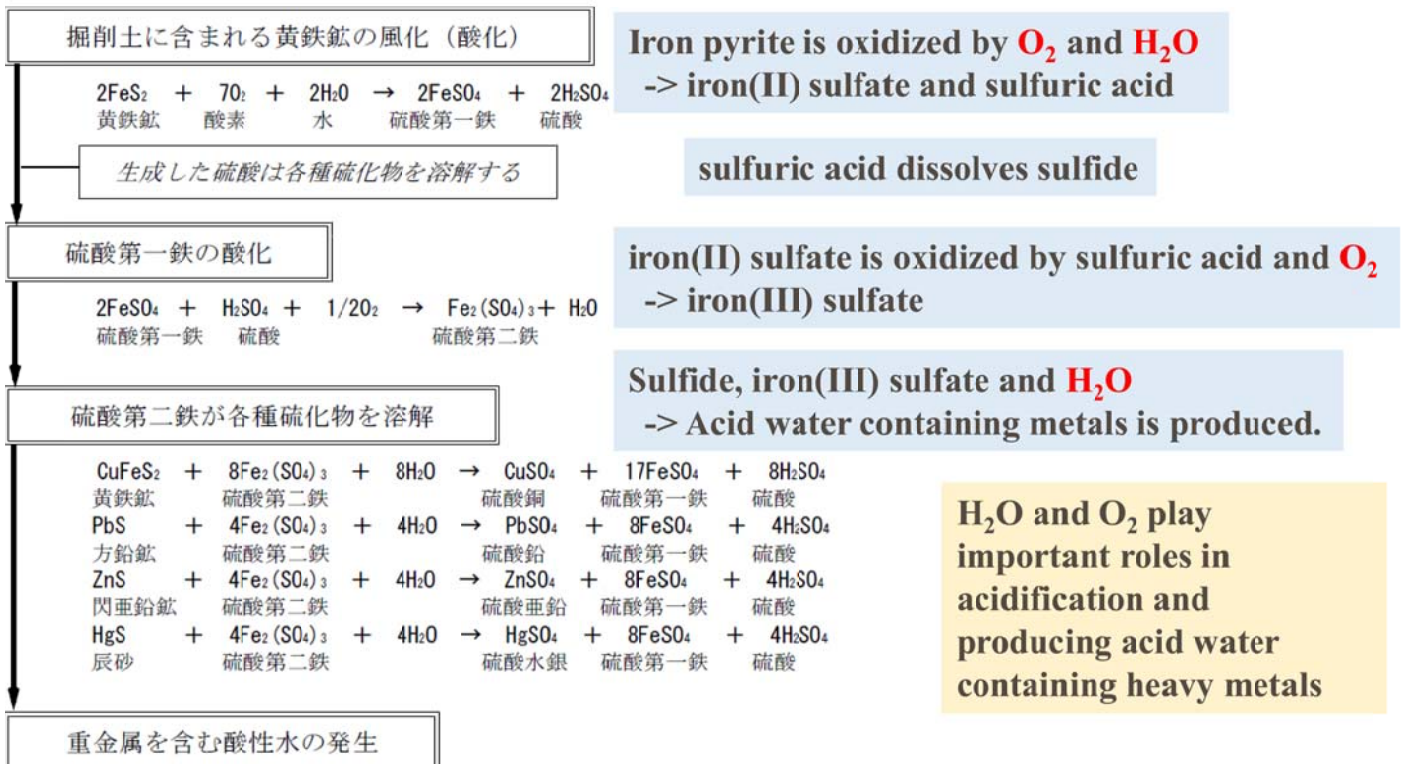 掘削土に含まれる黄鉄鉱の風化（酸化）
Iron pyrite is oxidized by O₂ and H₂O
-> iron(II) sulfate and sulfuric acid
2FeS₂ + 7O₂ + 2H₂O → 2FeSO₄ + 2H₂SO₄
黄鉄鉱 酸素 水 硫酸第一鉄 硫酸
生成した硫酸は各種硫化物を溶解する
sulfuric acid dissolves sulfide
硫酸第一鉄の酸化
iron(II) sulfate is oxidized by sulfuric acid and O₂
-> iron(III) sulfate
2FeSO₄ + H₂SO₄ + 1/2O₂ → Fe₂(SO₄)₃+ H₂O
硫酸第一鉄 硫酸 硫酸第二鉄
硫酸第二鉄が各種硫化物を溶解
Sulfide, iron(III) sulfate and H₂O
-> Acid water containing metals is produced.
CuFeS₂ + 8Fe₂(SO₄)₃ + 8H₂O → CuSO₄ + 17FeSO₄ + 8H₂SO₄
黄鉄鉱 硫酸第二鉄 硫酸銅 硫酸第一鉄 硫酸
PbS + 4Fe₂(SO₄)₃ + 4H₂O → PbSO₄ + 8FeSO₄ + 4H₂SO₄
方鉛鉱 硫酸第二鉄 硫酸鉛 硫酸第一鉄 硫酸
ZnS + 4Fe₂(SO₄)₃ + 4H₂O → ZnSO₄ + 8FeSO₄ + 4H₂SO₄
閃亜鉛鉱 硫酸第二鉄 硫酸亜鉛 硫酸第一鉄 硫酸
HgS + 4Fe₂(SO₄)₃ + 4H₂O → HgSO₄ + 8FeSO₄ + 4H₂SO₄
辰砂 硫酸第二鉄 硫酸水銀 硫酸第一鉄 硫酸
H₂O and O₂ play
important roles in
acidification and
producing acid water
containing heavy metals
重金属を含む酸性水の発生